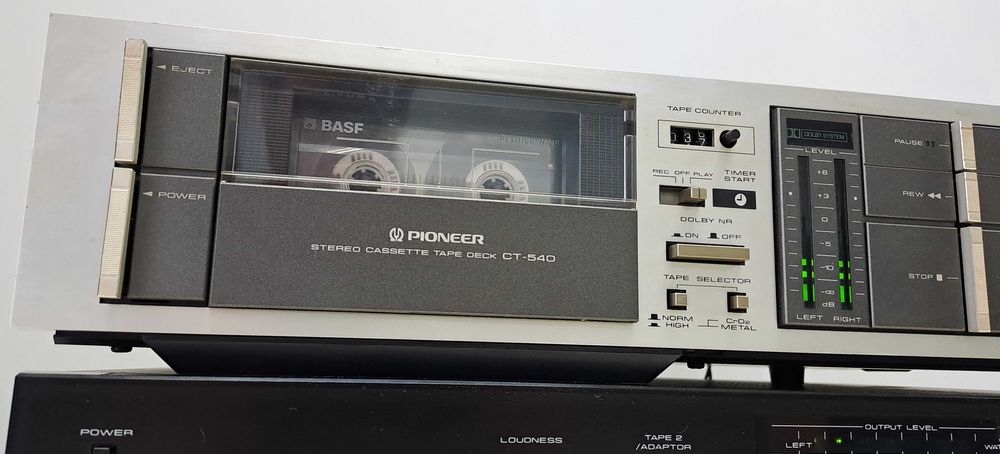 ◄ EJECT
◄ POWER
BASF
Position High
PIONEER
STEREO CASSETTE TAPE DECK CT-540
TAPE COUNTER
REC OFF PLAY
TIMER
START
DOLBY NR
ON OFF
TAPE SELECTOR
NORM
HIGH
CrO2
METAL
DOLBY SYSTEM
LEVEL
+6
+3
0
-5
-10
-∞
dB
LEFT RIGHT
PAUSE
REW ◄◄
STOP
POWER
LOUDNESS
TAPE 2
/ADAPTOR
OUTPUT LEVEL
LEFT